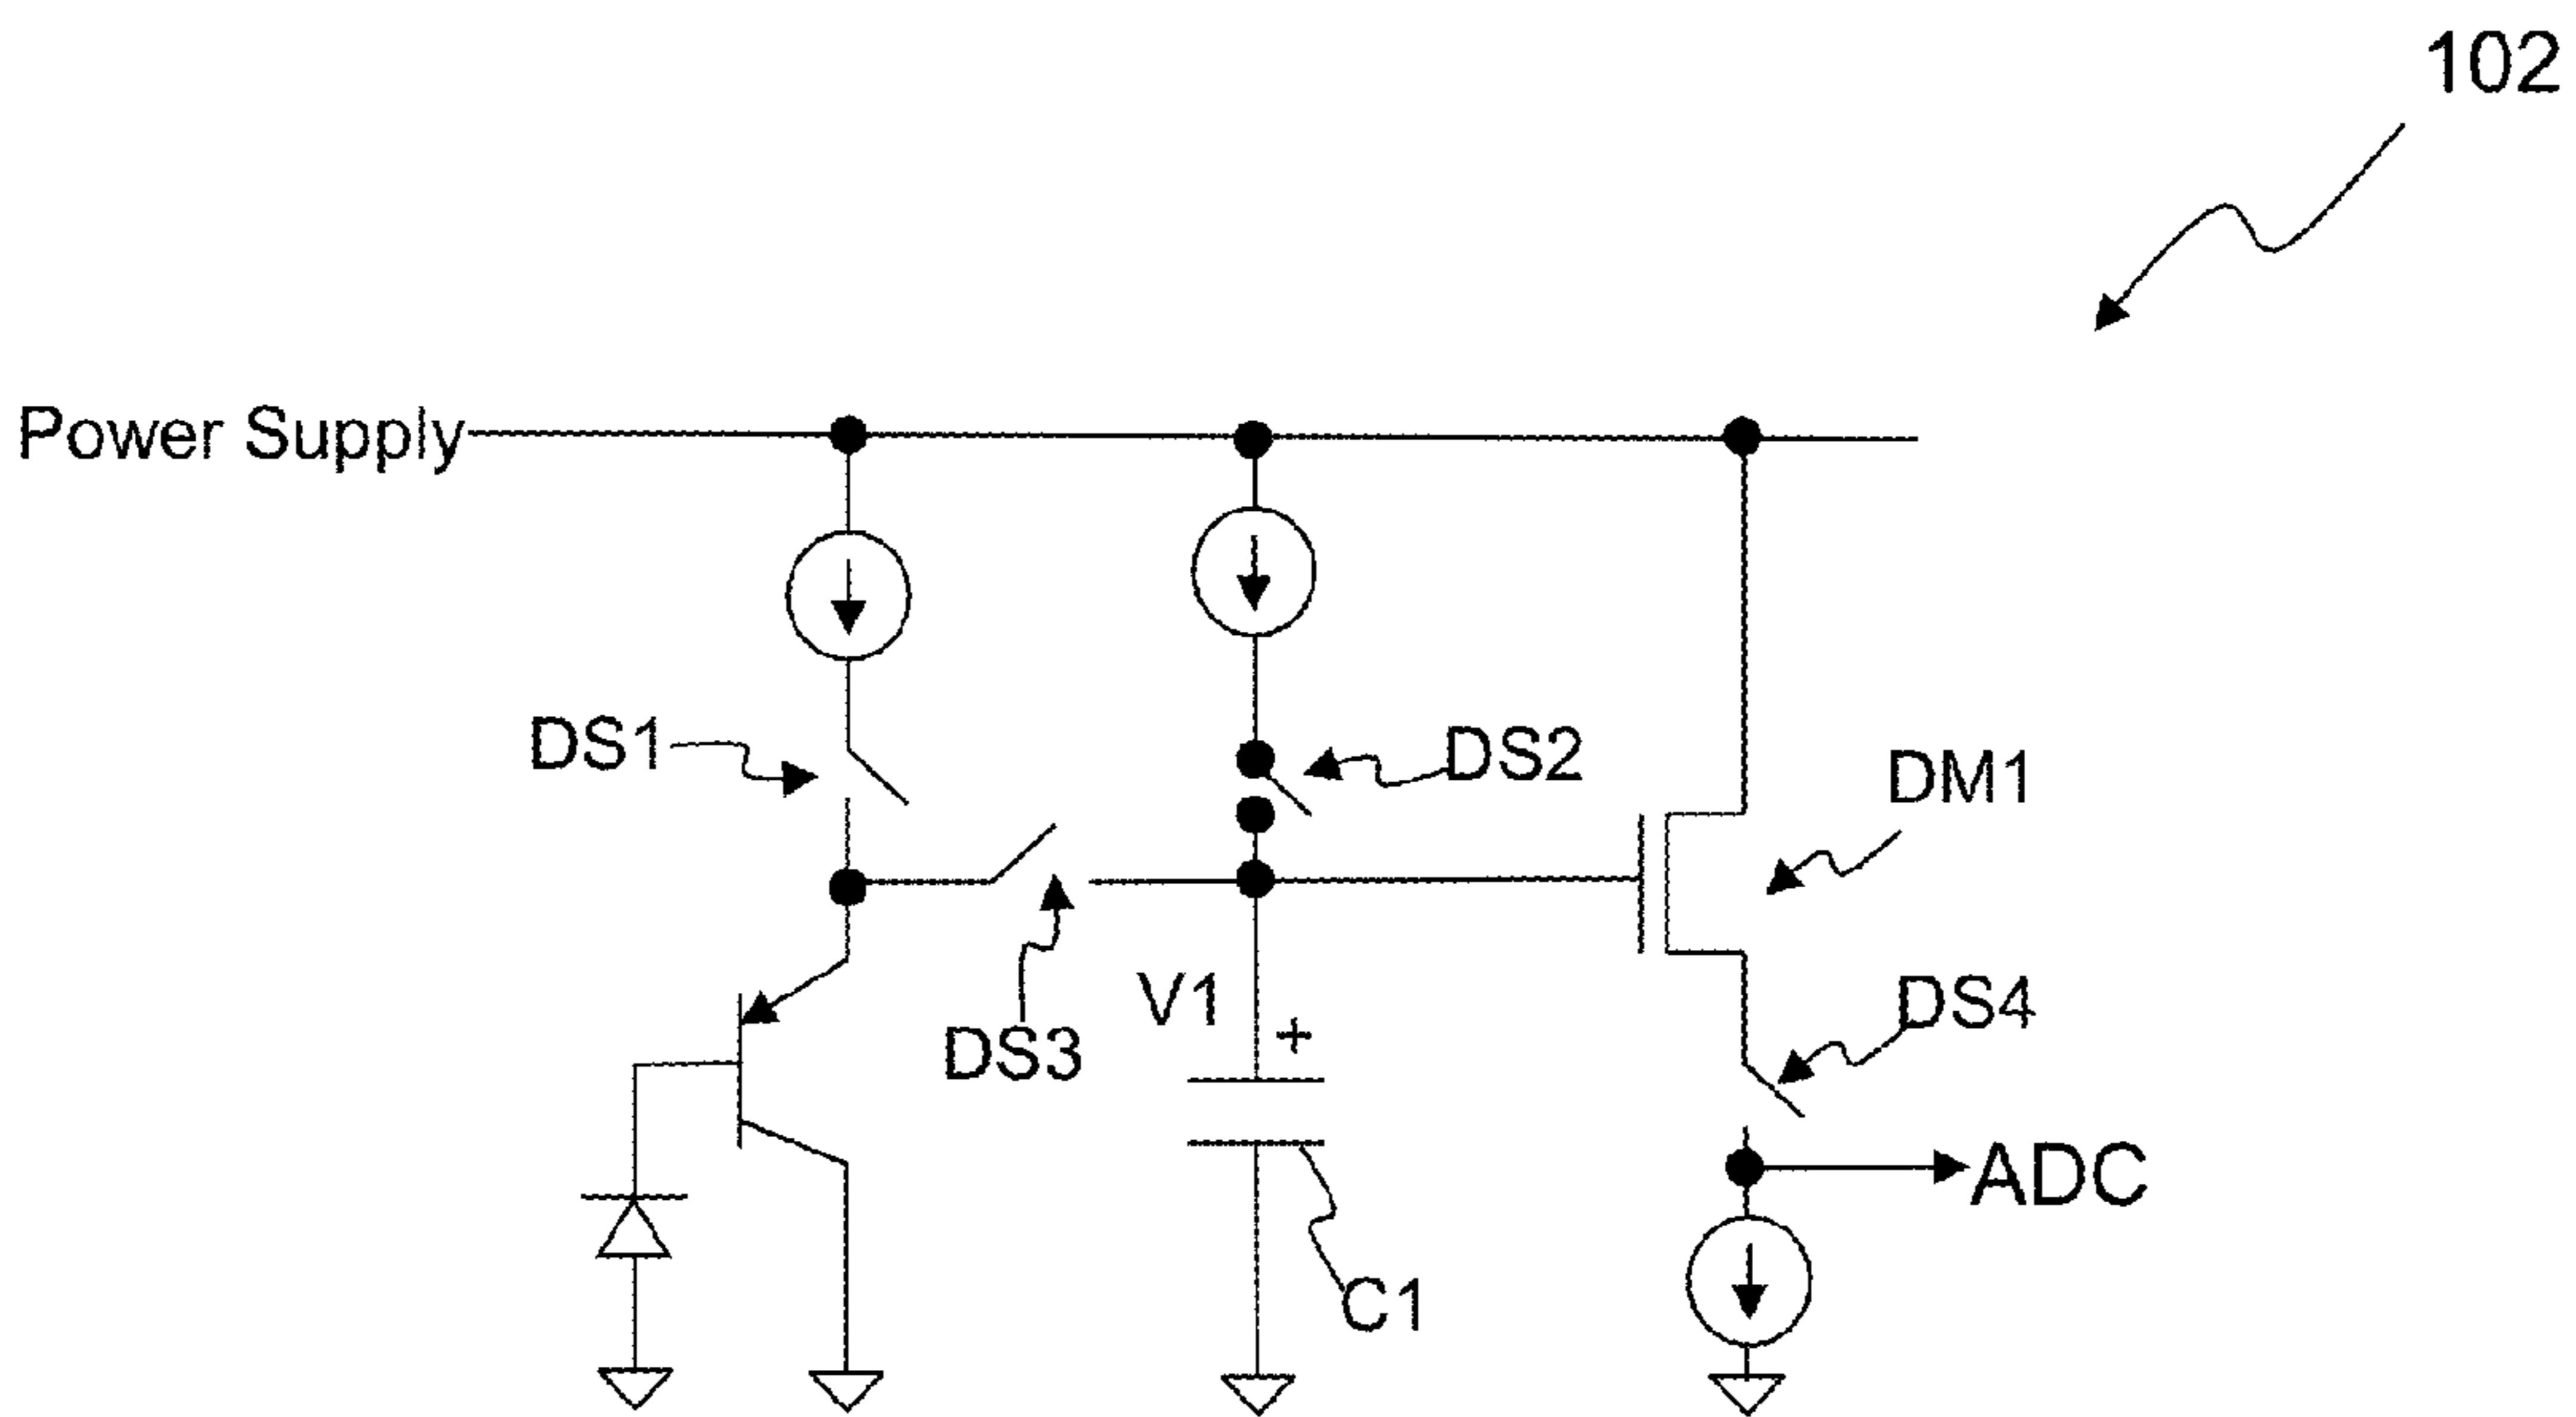 102
Power Supply
DS1
DS2
DM1
V1
+
DS3
DS4
ADC
C1